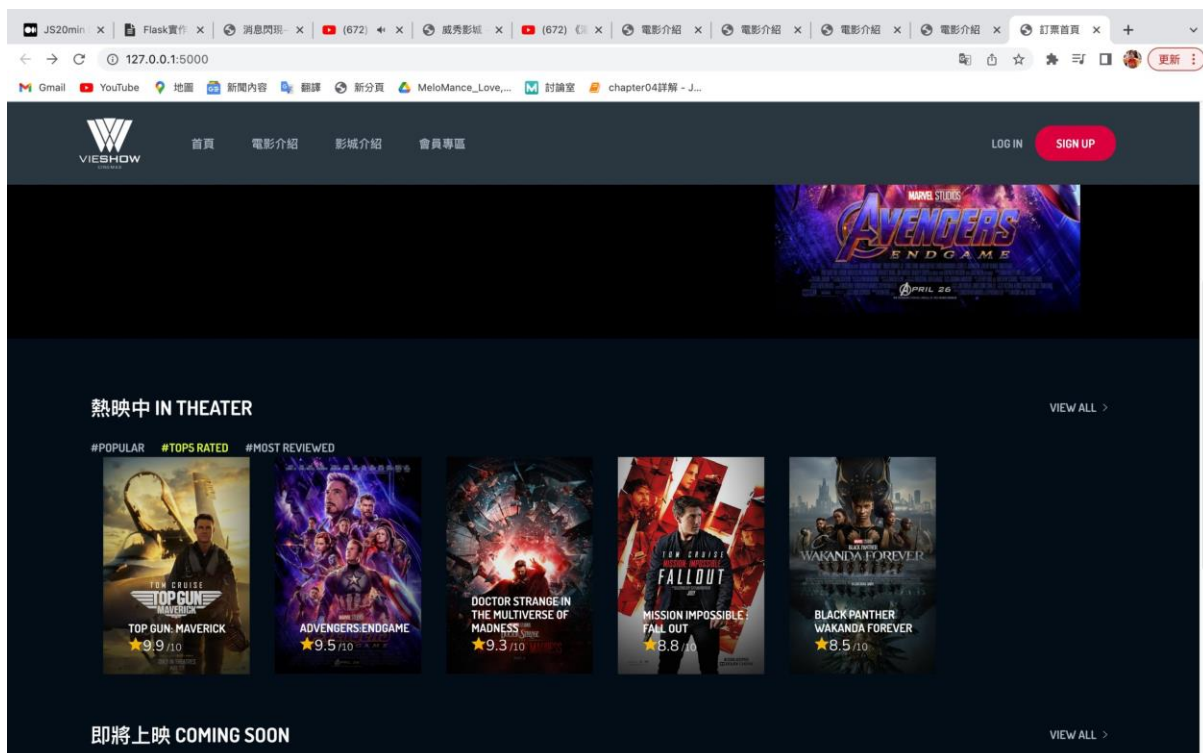 JS20min
Flask實作
消息閃現-
(672)
威秀影城
(672)
電影介紹
電影介紹
電影介紹
電影介紹
訂票首頁
127.0.0.1:5000
更新
Gmail
YouTube
地圖
新聞內容
翻譯
新分頁
MeloMance_Love,...
討論室
chapter04詳解 - J...
VIESHOW
CINEMAS
首頁
電影介紹
影城介紹
會員專區
LOG IN
SIGN UP
MARVEL STUDIOS
AVENGERS
ENDGAME
APRIL 26
熱映中 IN THEATER
VIEW ALL >
#POPULAR
#TOP5 RATED
#MOST REVIEWED
TOM CRUISE
TOP GUN
MAVERICK
TOP GUN: MAVERICK
9.9 /10
ADVENGERS:ENDGAME
9.5 /10
DOCTOR STRANGE IN
THE MULTIVERSE OF
MADNESS
9.3 /10
TOM CRUISE
MISSION: IMPOSSIBLE
FALLOUT
JULY
MISSION IMPOSSIBLE :
FALL OUT
8.8 /10
BLACK PANTHER
WAKANDA FOREVER
BLACK PANTHER
WAKANDA FOREVER
8.5 /10
即將上映 COMING SOON
VIEW ALL >